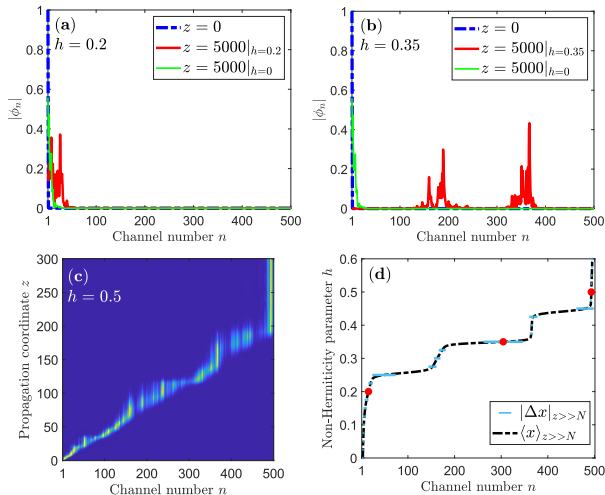 (a)
h = 0.2
z = 0
z = 5000|h=0.2
z = 5000|h=0
|ϕn|
1
0.8
0.6
0.4
0.2
0
1 100 200 300 400 500
Channel number n
(b)
h = 0.35
z = 0
z = 5000|h=0.35
z = 5000|h=0
|ϕn|
1
0.8
0.6
0.4
0.2
0
1 100 200 300 400 500
Channel number n
(c)
h = 0.5
Propagation coordinate z
300
250
200
150
100
50
0
1 100 200 300 400 500
Channel number n
(d)
Non-Hermiticity parameter h
0.6
0.5
0.4
0.3
0.2
0.1
0
|Δx|z>>N
⟨x⟩z>>N
1 100 200 300 400 500
Channel number n